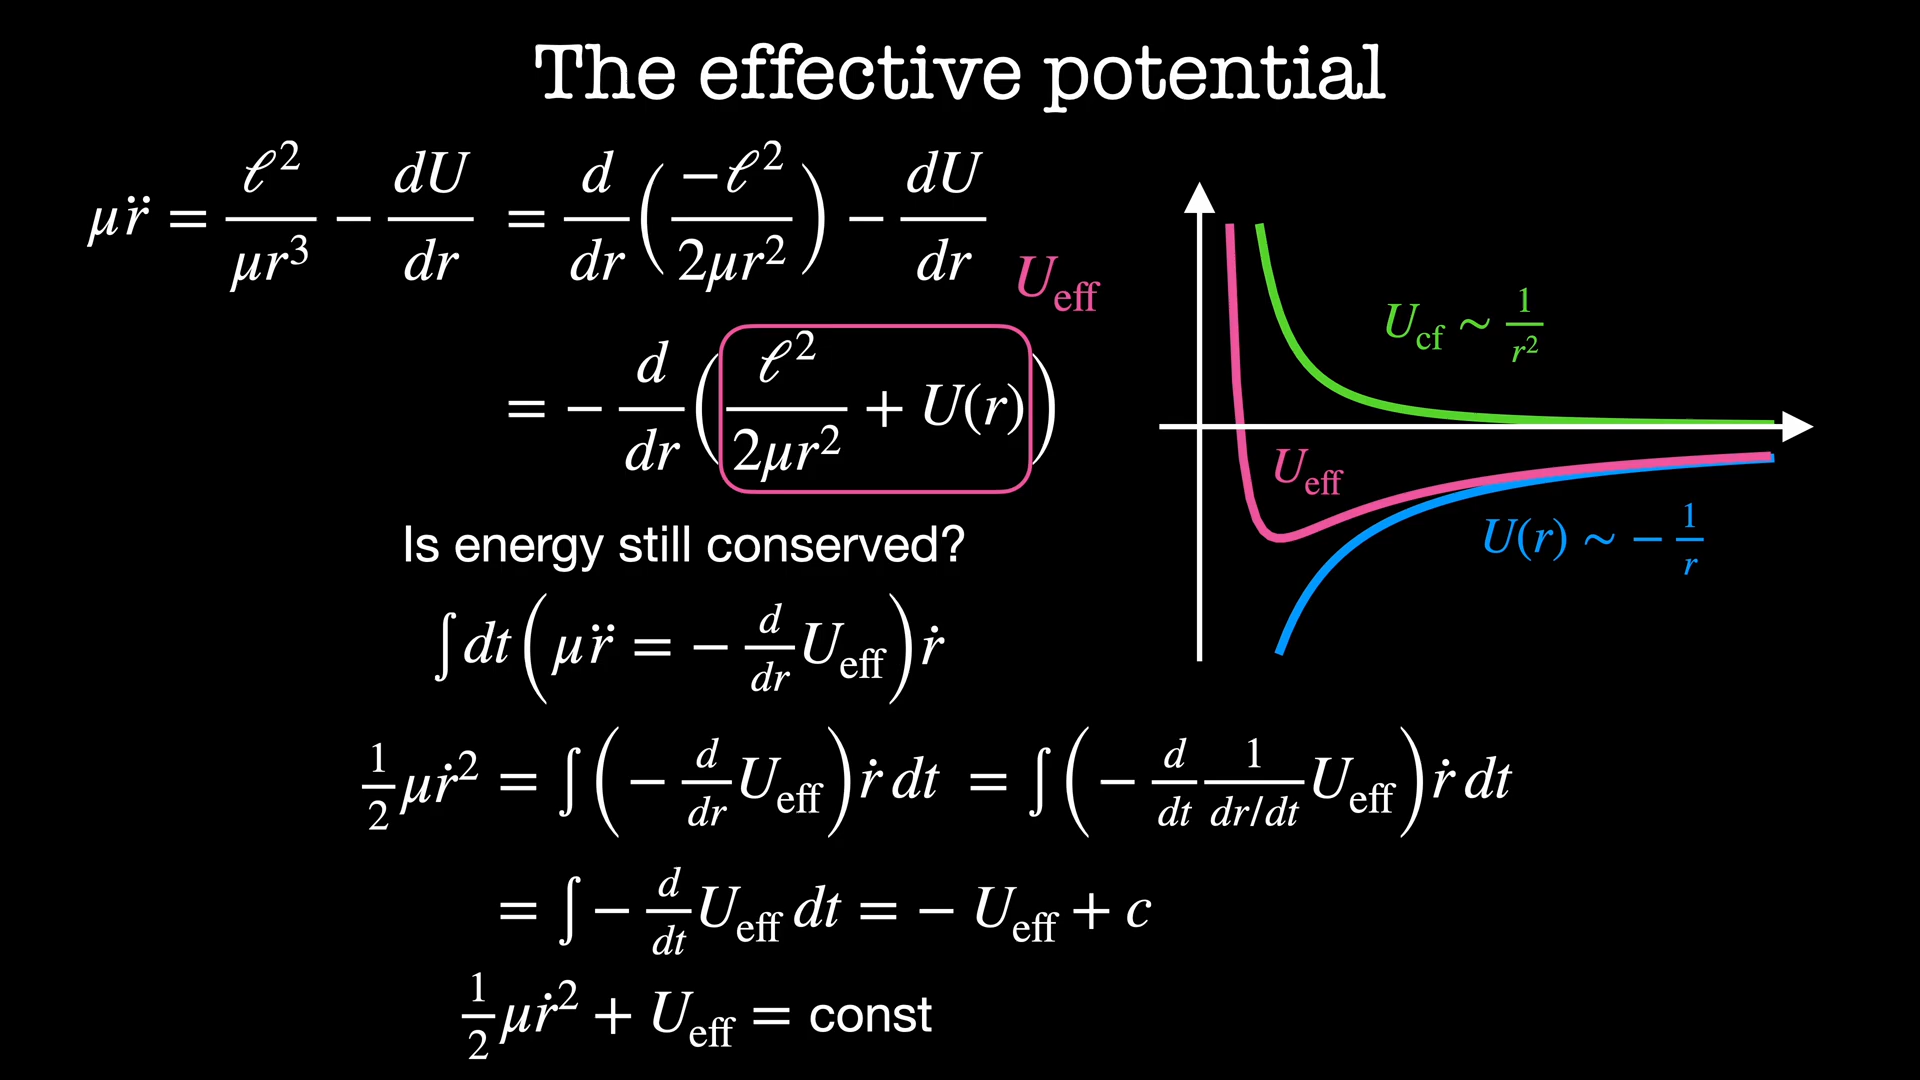 The effective potential
μr̈ = ℓ²/μr³ − dU/dr = d/dr(−ℓ²/2μr²) − dU/dr
U_eff
= − d/dr(ℓ²/2μr² + U(r))
Is energy still conserved?
∫dt(μr̈ = − d/dr U_eff)ṙ
1/2 μṙ² = ∫(− d/dr U_eff)ṙ dt = ∫(− d/dt 1/dr/dt U_eff)ṙ dt
= ∫ − d/dt U_eff dt = − U_eff + c
1/2 μṙ² + U_eff = const
U_cf ∼ 1/r²
U_eff
U(r) ∼ − 1/r